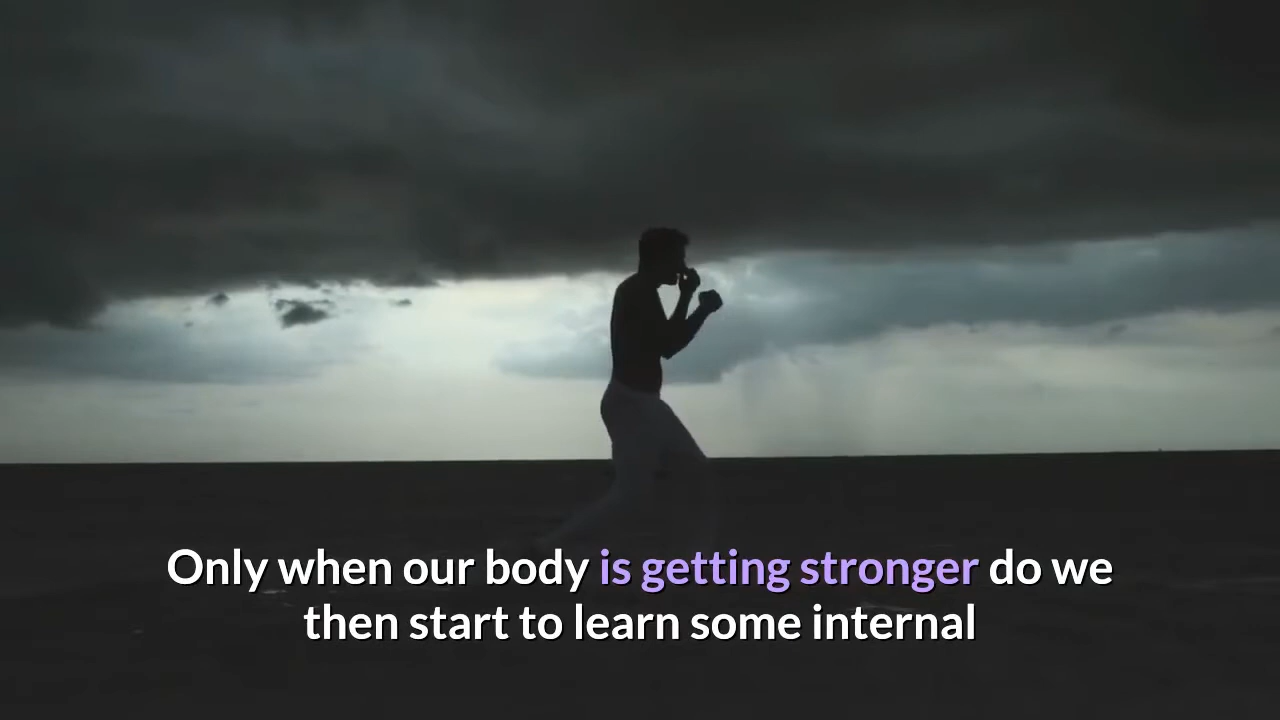 Only when our body is getting stronger do we
then start to learn some internal